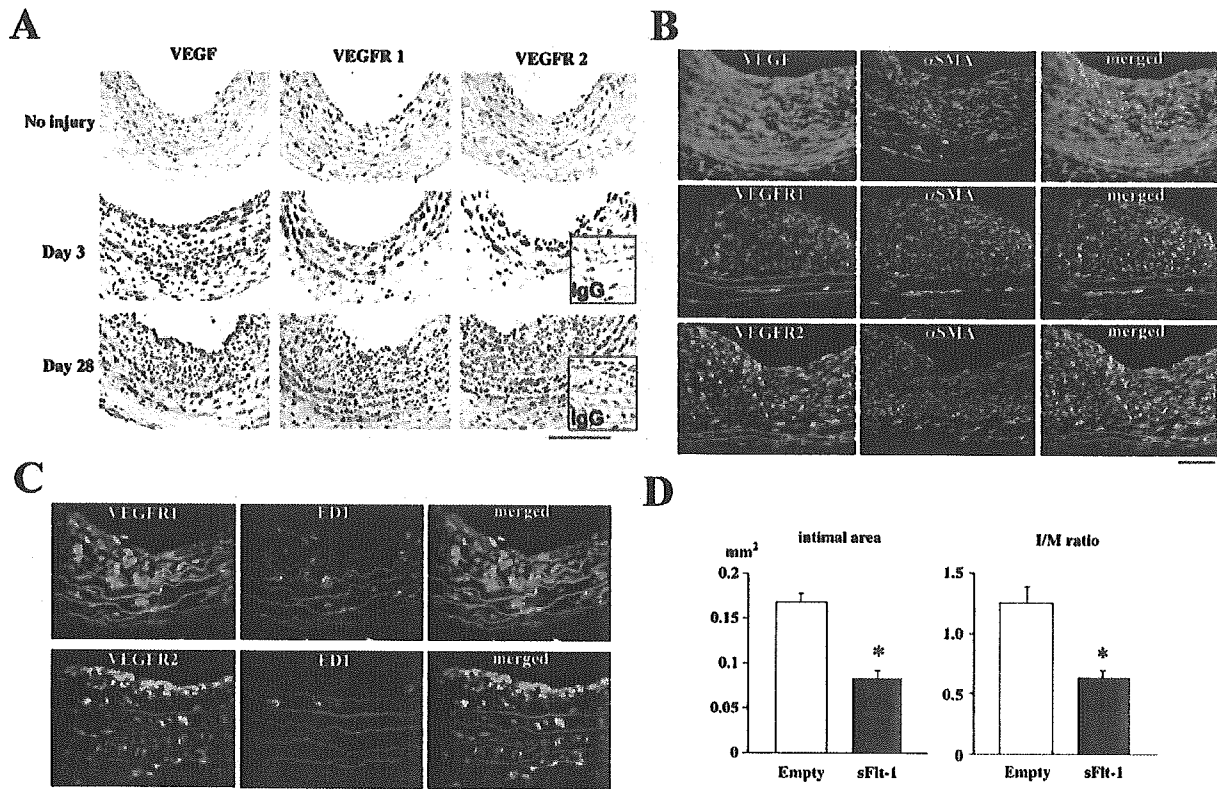 A
VEGF
VEGFR 1
VEGFR 2
No injury
Day 3
IgG
Day 28
IgG
B
VEGF
αSMA
merged
VEGFR1
αSMA
merged
VEGFR2
αSMA
merged
C
VEGFR1
ED1
merged
VEGFR2
ED1
merged
D
intimal area
mm²
0.2
0.15
0.1
0.05
0
*
Empty
sFlt-1
I/M ratio
1.5
1.0
0.5
0
*
Empty
sFlt-1